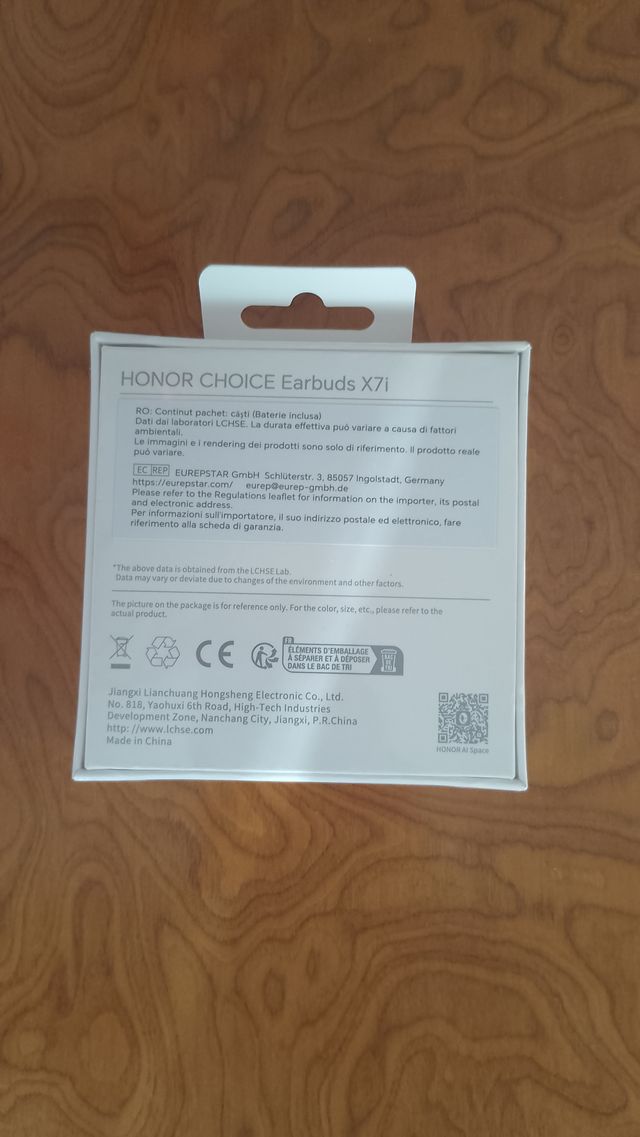 HONOR CHOICE Earbuds X7i
RO: Continut pachet: căști (Baterie inclusa)
Dati dai laboratori LCHSE. La durata effettiva può variare a causa di fattori
ambientali.
Le immagini e i rendering dei prodotti sono solo di riferimento. Il prodotto reale
può variare.
EC REP EUREPSTAR GmbH Schlüterstr. 3, 85057 Ingolstadt, Germany
https://eurepstar.com/ eurep@eurep-gmbh.de
Please refer to the Regulations leaflet for information on the importer, its postal
and electronic address.
Per informazioni sull'importatore, il suo indirizzo postale ed elettronico, fare
riferimento alla scheda di garanzia.
*The above data is obtained from the LCHSE Lab.
Data may vary or deviate due to changes of the environment and other factors.
The picture on the package is for reference only. For the color, size, etc., please refer to the
actual product.
CE
FR
ÉLÉMENTS D'EMBALLAGE
À SÉPARER ET À DÉPOSER
DANS LE BAC DE TRI
BAC
DE
TRI
Jiangxi Lianchuang Hongsheng Electronic Co., Ltd.
No. 818, Yaohuxi 6th Road, High-Tech Industries
Development Zone, Nanchang City, Jiangxi, P.R.China
http: //www.lchse.com
Made in China
HONOR AI Space